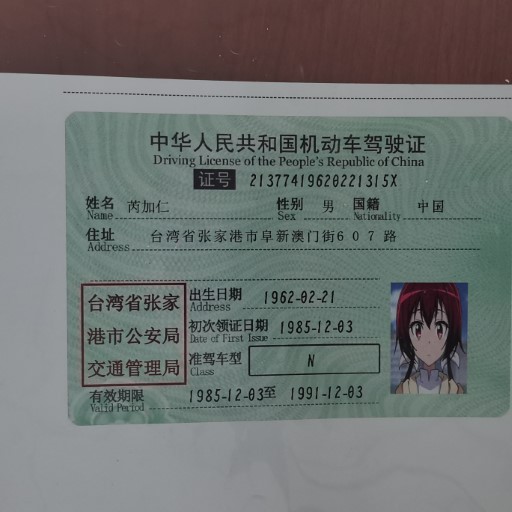 中华人民共和国机动车驾驶证
Driving License of the People's Republic of China
证号 21377419620221315X
姓名 芮加仁 性别 男 国籍 中国
Name Sex Nationality
住址 台湾省张家港市阜新澳门街607路
Address
台湾省张家
港市公安局
交通管理局
出生日期 1962-02-21
Address
初次领证日期 1985-12-03
Date of First Issue
准驾车型 N
Class
有效期限 1985-12-03至 1991-12-03
Valid Period